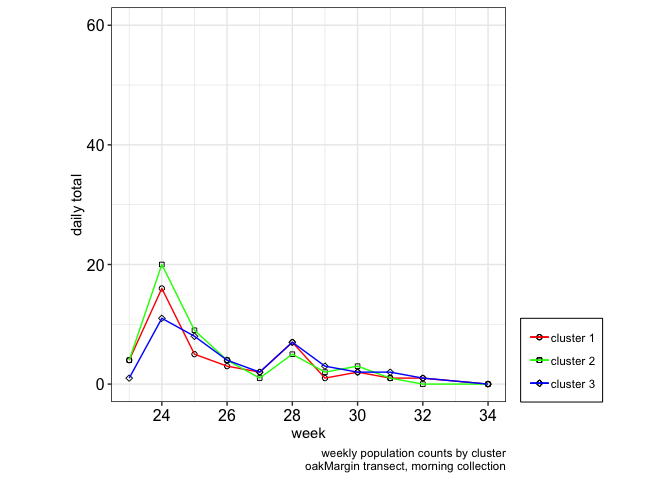 60
40
20
0
daily total
24 26 28 30 32 34
week
cluster 1
cluster 2
cluster 3
weekly population counts by cluster
oakMargin transect, morning collection